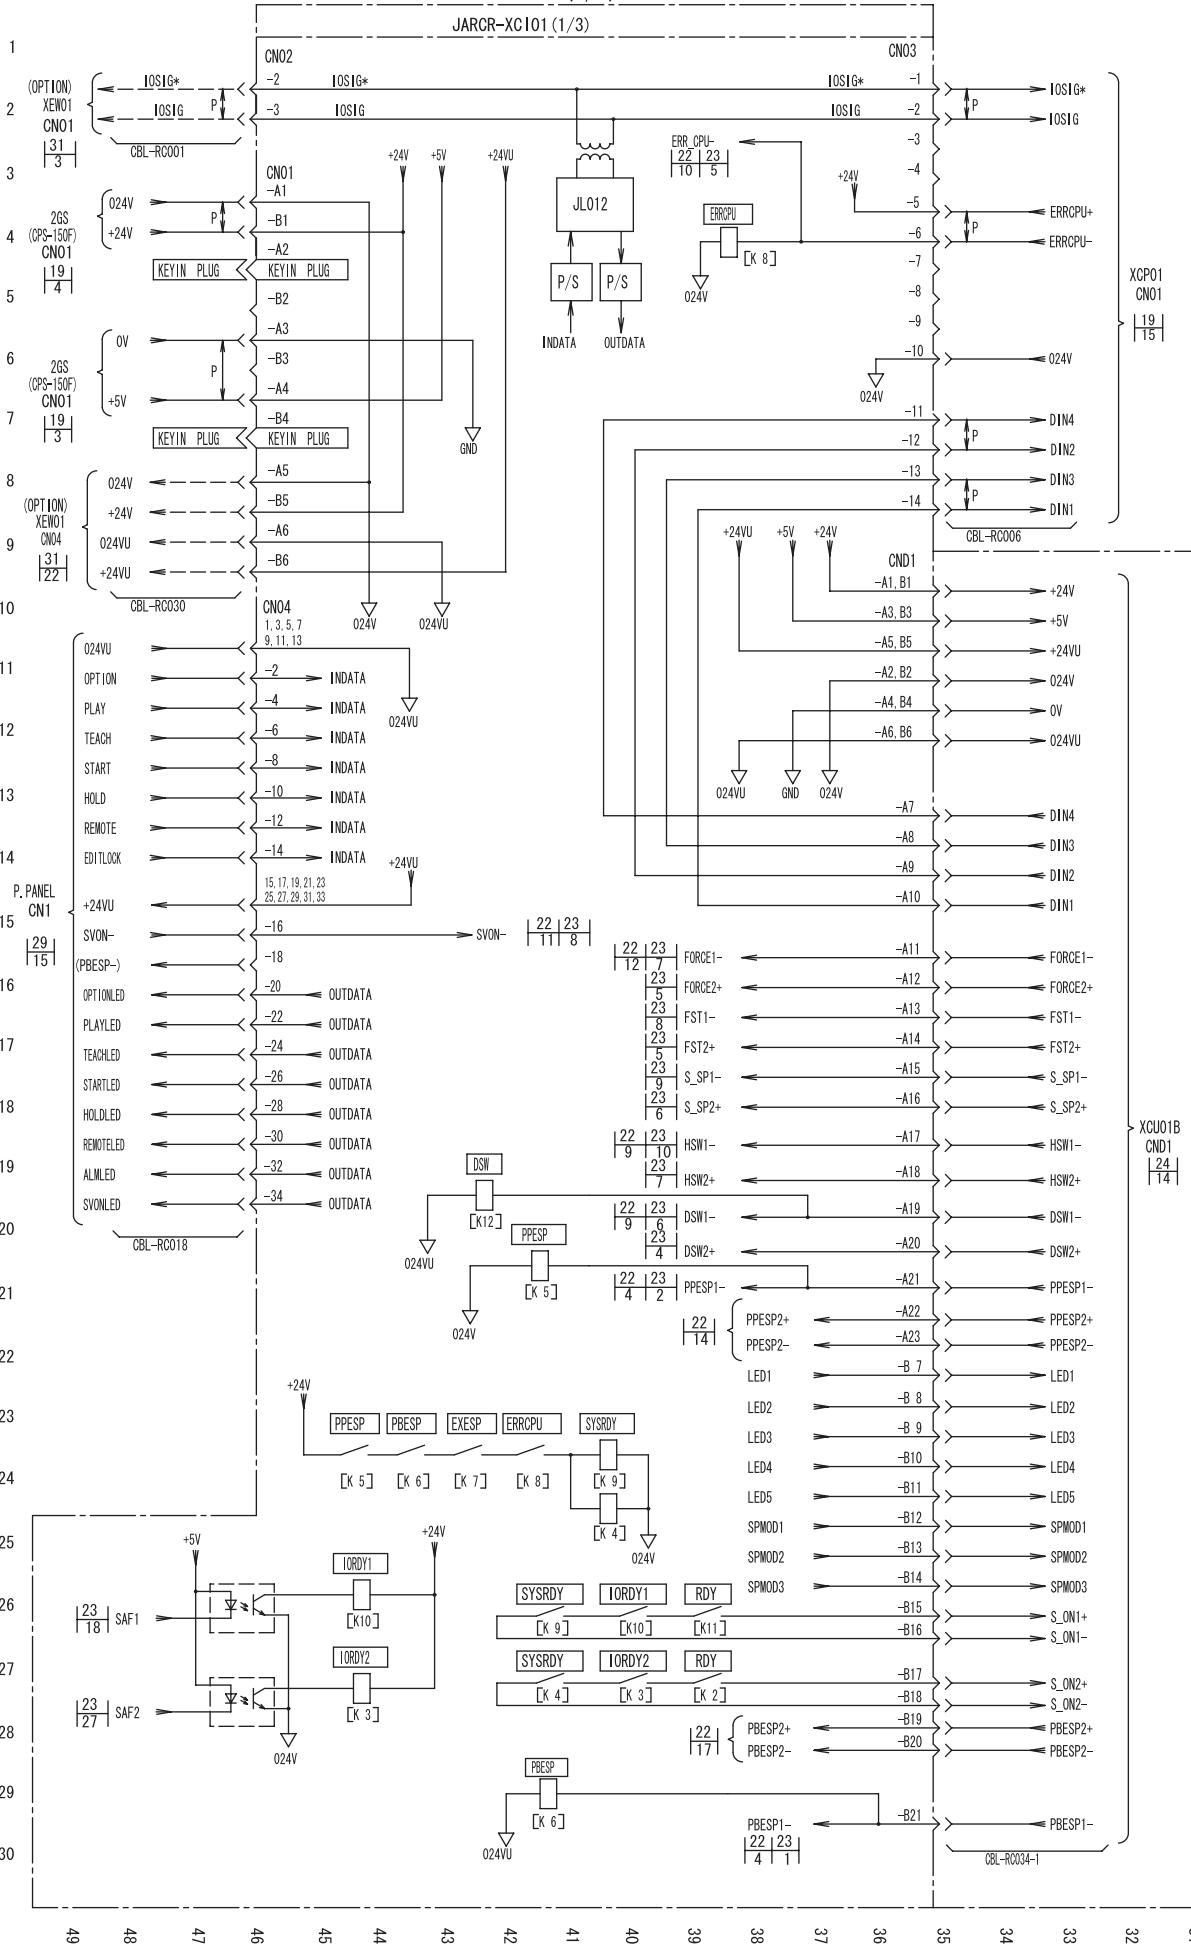 JARCR-XCI01(1/3)
1
2
3
4
5
6
7
8
9
10
11
12
13
14
15
16
17
18
19
20
21
22
23
24
25
26
27
28
29
30
CN02
(OPTION)
XEW01
CN01
31
3
IOSIG* -2 IOSIG*
IOSIG -3 IOSIG
P
CBL-RC001
CN01
+24V +5V +24VU
2GS
(CPS-150F)
CN01
19
4
024V -A1
P
+24V -B1
-A2
KEYIN PLUG KEYIN PLUG
-B2
2GS
(CPS-150F)
CN01
19
3
0V -A3
-B3
P
+5V -A4
-B4
KEYIN PLUG KEYIN PLUG
GND
(OPTION)
XEW01
CN04
31
22
024V -A5
+24V -B5
024VU -A6
+24VU -B6
CBL-RC030
024V 024VU
CN04
P.PANEL
CN1
29
15
1, 3, 5, 7
9, 11, 13
024VU
024VU
OPTION -2 INDATA
PLAY -4 INDATA
TEACH -6 INDATA
START -8 INDATA
HOLD -10 INDATA
REMOTE -12 INDATA
EDITLOCK -14 INDATA
+24VU
15, 17, 19, 21, 23
25, 27, 29, 31, 33
+24VU
SVON- -16 SVON- 22 23
11 8
(PBESP-) -18
OPTIONLED -20 OUTDATA
PLAYLED -22 OUTDATA
TEACHLED -24 OUTDATA
STARTLED -26 OUTDATA
HOLDLED -28 OUTDATA
REMOTELED -30 OUTDATA
ALMLED -32 OUTDATA
SVONLED -34 OUTDATA
CBL-RC018
JL012
P/S P/S
INDATA OUTDATA
CN03
IOSIG* -1 IOSIG*
P
IOSIG -2 IOSIG
ERR_CPU-
22 23
10 5
-3
-4
+24V
-5 ERRCPU+
P
-6 ERRCPU-
ERRCPU
[K 8]
024V
-7
-8
-9
-10 024V
024V
-11 DIN4
P
-12 DIN2
-13 DIN3
P
-14 DIN1
CBL-RC006
XCP01
CN01
19
15
+24VU +5V +24V
CND1
-A1, B1 +24V
-A3, B3 +5V
-A5, B5 +24VU
-A2, B2 024V
-A4, B4 0V
-A6, B6 024VU
024VU GND 024V
-A7 DIN4
-A8 DIN3
-A9 DIN2
-A10 DIN1
22 23
12 7
FORCE1- -A11 FORCE1-
23
5
FORCE2+ -A12 FORCE2+
23
8
FST1- -A13 FST1-
23
5
FST2+ -A14 FST2+
23
9
S_SP1- -A15 S_SP1-
23
6
S_SP2+ -A16 S_SP2+
22 23
9 10
HSW1- -A17 HSW1-
23
7
HSW2+ -A18 HSW2+
DSW
[K12]
024VU
22 23
9 6
DSW1- -A19 DSW1-
23
4
DSW2+ -A20 DSW2+
PPESP
[K 5]
024V
22 23
4 2
PPESP1- -A21 PPESP1-
22
14
PPESP2+ -A22 PPESP2+
PPESP2- -A23 PPESP2-
LED1 -B 7 LED1
LED2 -B 8 LED2
LED3 -B 9 LED3
LED4 -B10 LED4
LED5 -B11 LED5
SPMOD1 -B12 SPMOD1
SPMOD2 -B13 SPMOD2
SPMOD3 -B14 SPMOD3
XCU01B
CND1
24
14
+24V
PPESP PBESP EXESP ERRCPU SYSRDY
[K 5] [K 6] [K 7] [K 8] [K 9]
[K 4]
024V
+5V +24V
IORDY1
[K10]
23
18
SAF1
IORDY2
[K 3]
23
27
SAF2
024V
SYSRDY IORDY1 RDY
[K 9] [K10] [K11]
-B15 S_ON1+
-B16 S_ON1-
SYSRDY IORDY2 RDY
[K 4] [K 3] [K 2]
-B17 S_ON2+
-B18 S_ON2-
22
17
PBESP2+ -B19 PBESP2+
PBESP2- -B20 PBESP2-
PBESP
[K 6]
024VU
PBESP1- -B21 PBESP1-
22 23
4 1
CBL-RC034-1
49 48 47 46 45 44 43 42 41 40 39 38 37 36 35 34 33 32